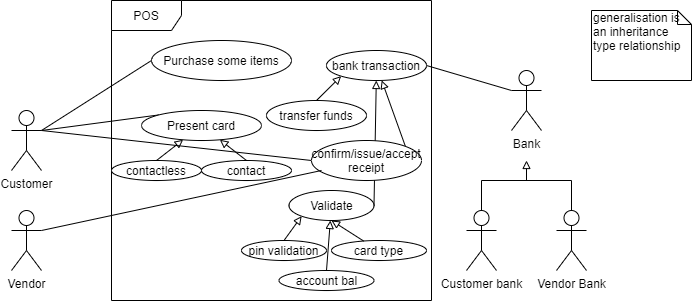 POS
generalisation is
an inheritance
type relationship
Purchase some items
bank transaction
transfer funds
Present card
Bank
confirm/issue/accept
receipt
contactless
contact
Customer
Validate
pin validation
card type
account bal
Vendor
Customer bank
Vendor Bank